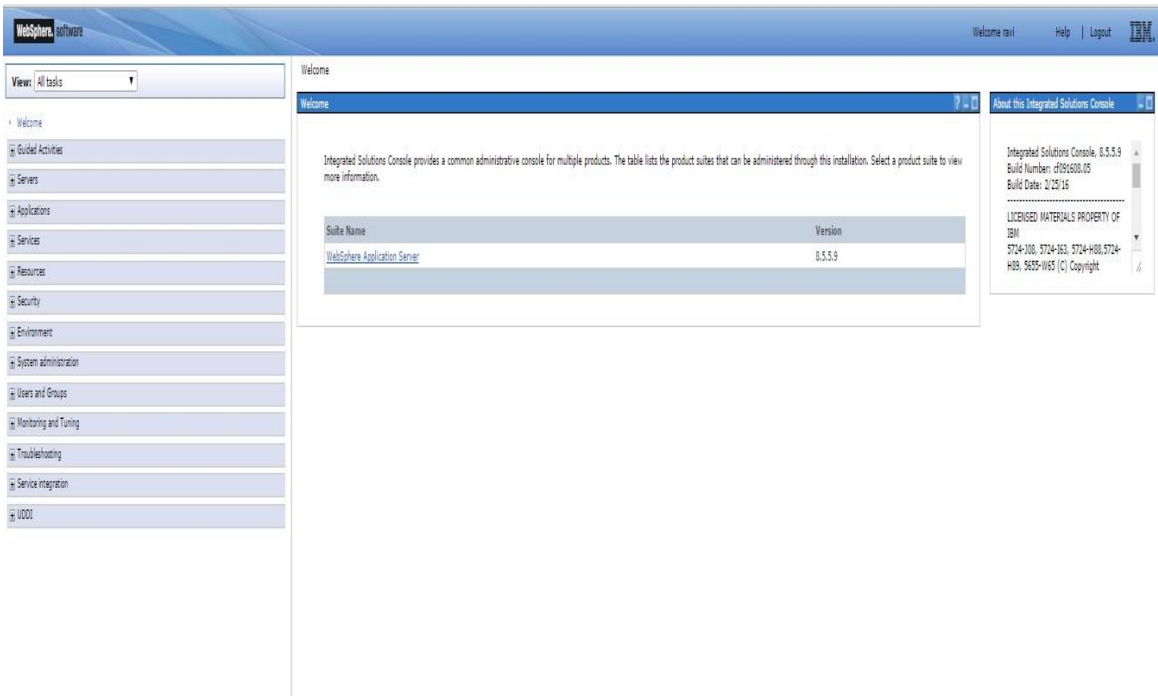 WebSphere. software
Welcome ravi Help | Logout IBM.
View: All tasks
Welcome
Guided Activities
Servers
Applications
Services
Resources
Security
Environment
System administration
Users and Groups
Monitoring and Tuning
Troubleshooting
Service integration
UDDI
Welcome
Welcome
Integrated Solutions Console provides a common administrative console for multiple products. The table lists the product suites that can be administered through this installation. Select a product suite to view
more information.
Suite Name Version
WebSphere Application Server 8.5.5.9
About this Integrated Solutions Console
Integrated Solutions Console, 8.5.5.9
Build Number: cf091608.05
Build Date: 2/25/16
----------------------------------
LICENSED MATERIALS PROPERTY OF
IBM
5724-J08, 5724-I63, 5724-H88,5724-
H89, 5655-W65 (C) Copyright